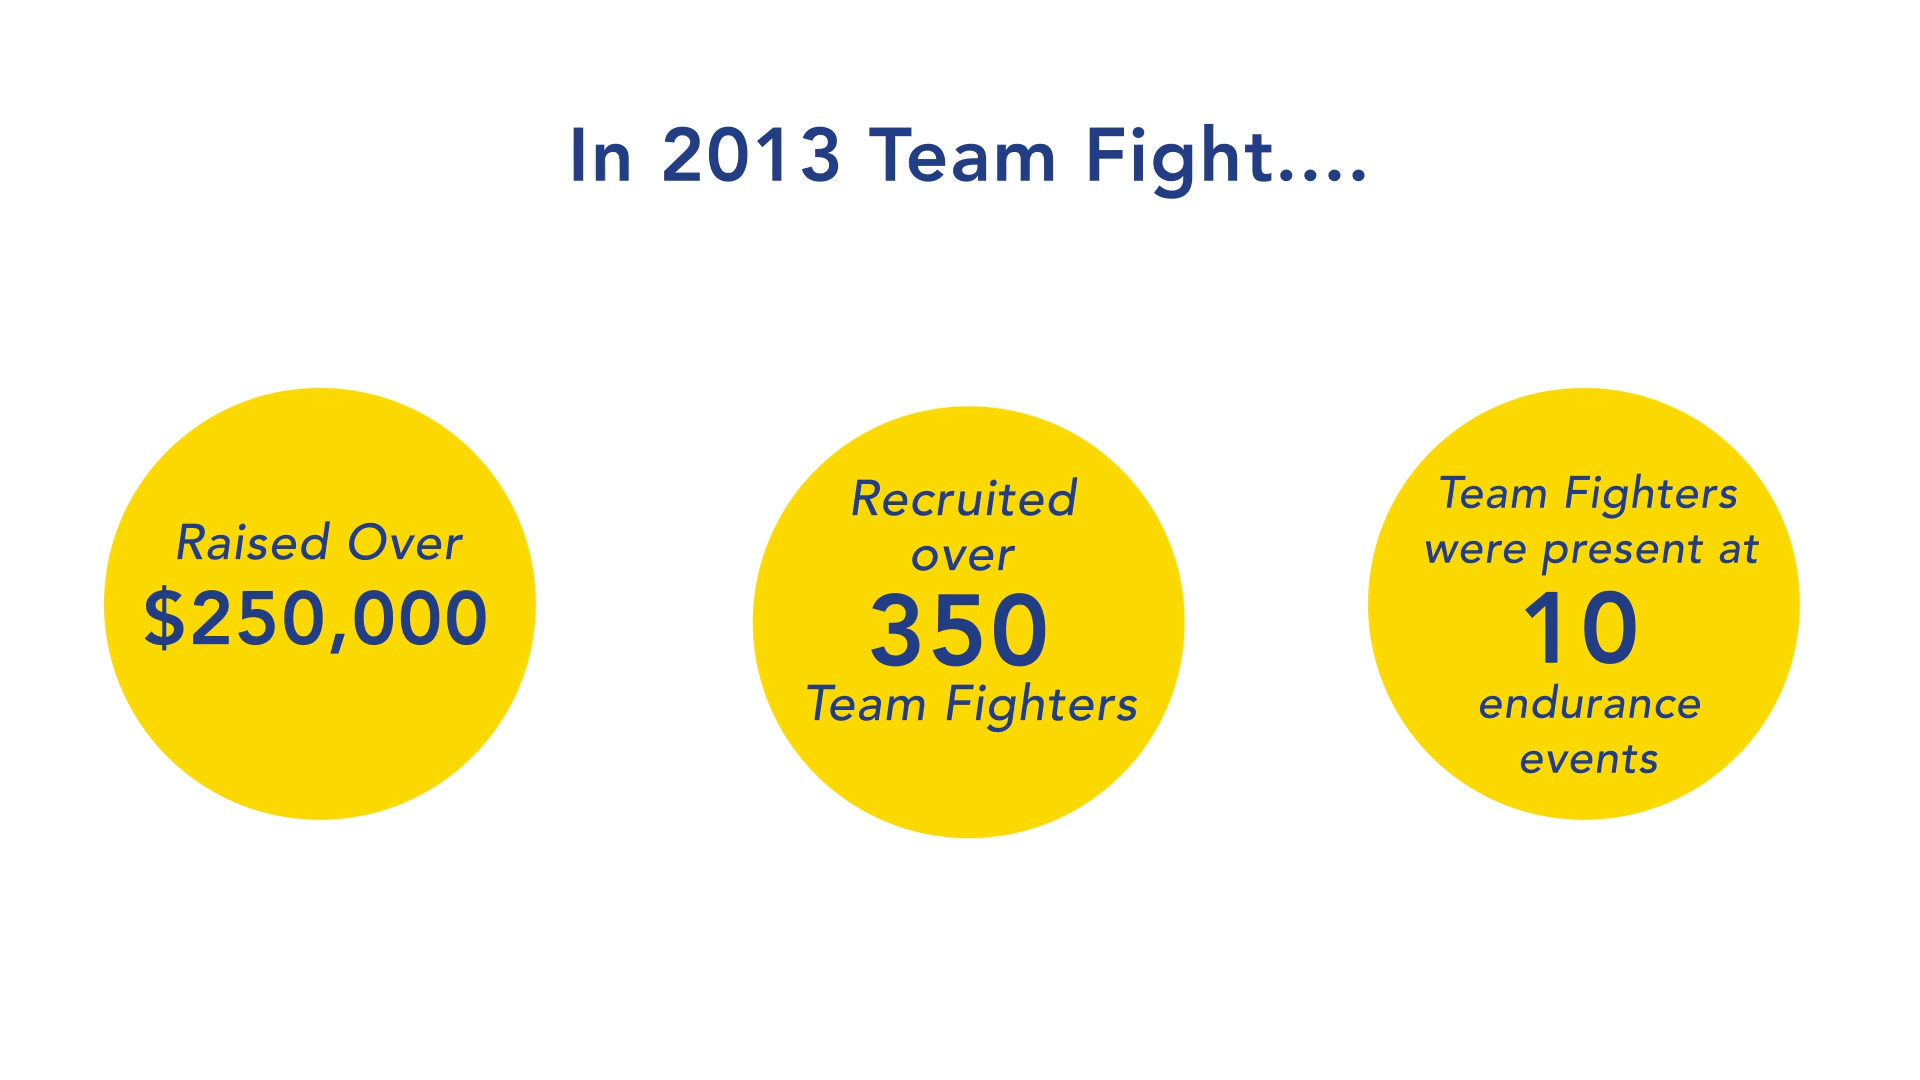 In 2013 Team Fight....
Raised Over
$250,000
Recruited
over
350
Team Fighters
Team Fighters
were present at
10
endurance
events